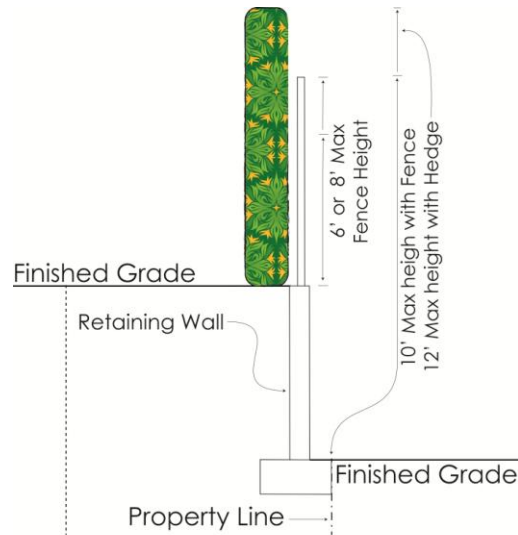 6' or 8' Max
Fence Height
10' Max heigh with Fence
12' Max height with Hedge
Finished Grade
Retaining Wall
Finished Grade
Property Line